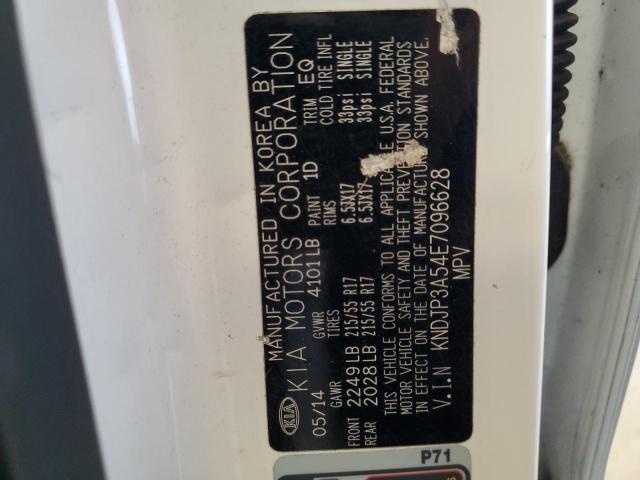 MANUFACTURED IN KOREA BY
KIA KIA MOTORS CORPORATION
05/14 GVWR 4101LB PAINT 1D TRIM EQ
GAWR TIRES RIMS COLD TIRE INFL
FRONT 2249LB 215/55 R17 6.5JX17 33psi SINGLE
REAR 2028LB 215/55 R17 6.5JX17 33psi SINGLE
THIS VEHICLE CONFORMS TO ALL APPLICABLE U.S.A. FEDERAL
MOTOR VEHICLE SAFETY AND THEFT PREVENTION STANDARDS
IN EFFECT ON THE DATE OF MANUFACTURE SHOWN ABOVE.
V.I.N KNDJP3A54E7096628
MPV
P71